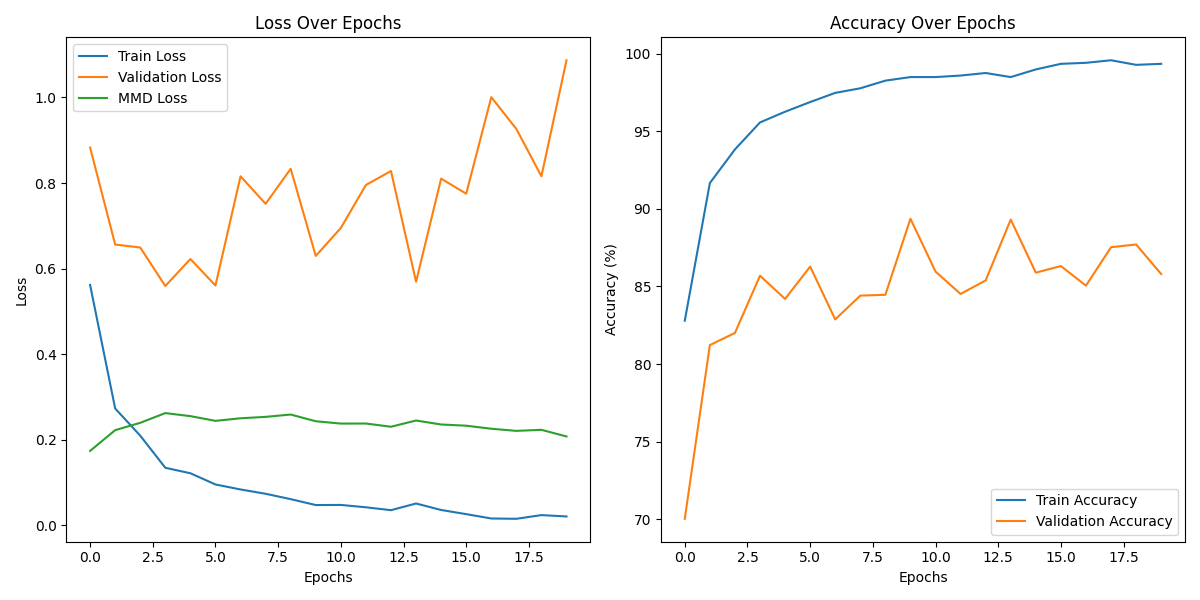 Loss Over Epochs
Train Loss
Validation Loss
MMD Loss
1.0
0.8
0.6
0.4
0.2
0.0
Loss
0.0 2.5 5.0 7.5 10.0 12.5 15.0 17.5
Epochs
Accuracy Over Epochs
100
95
90
85
80
75
70
Accuracy (%)
Train Accuracy
Validation Accuracy
0.0 2.5 5.0 7.5 10.0 12.5 15.0 17.5
Epochs